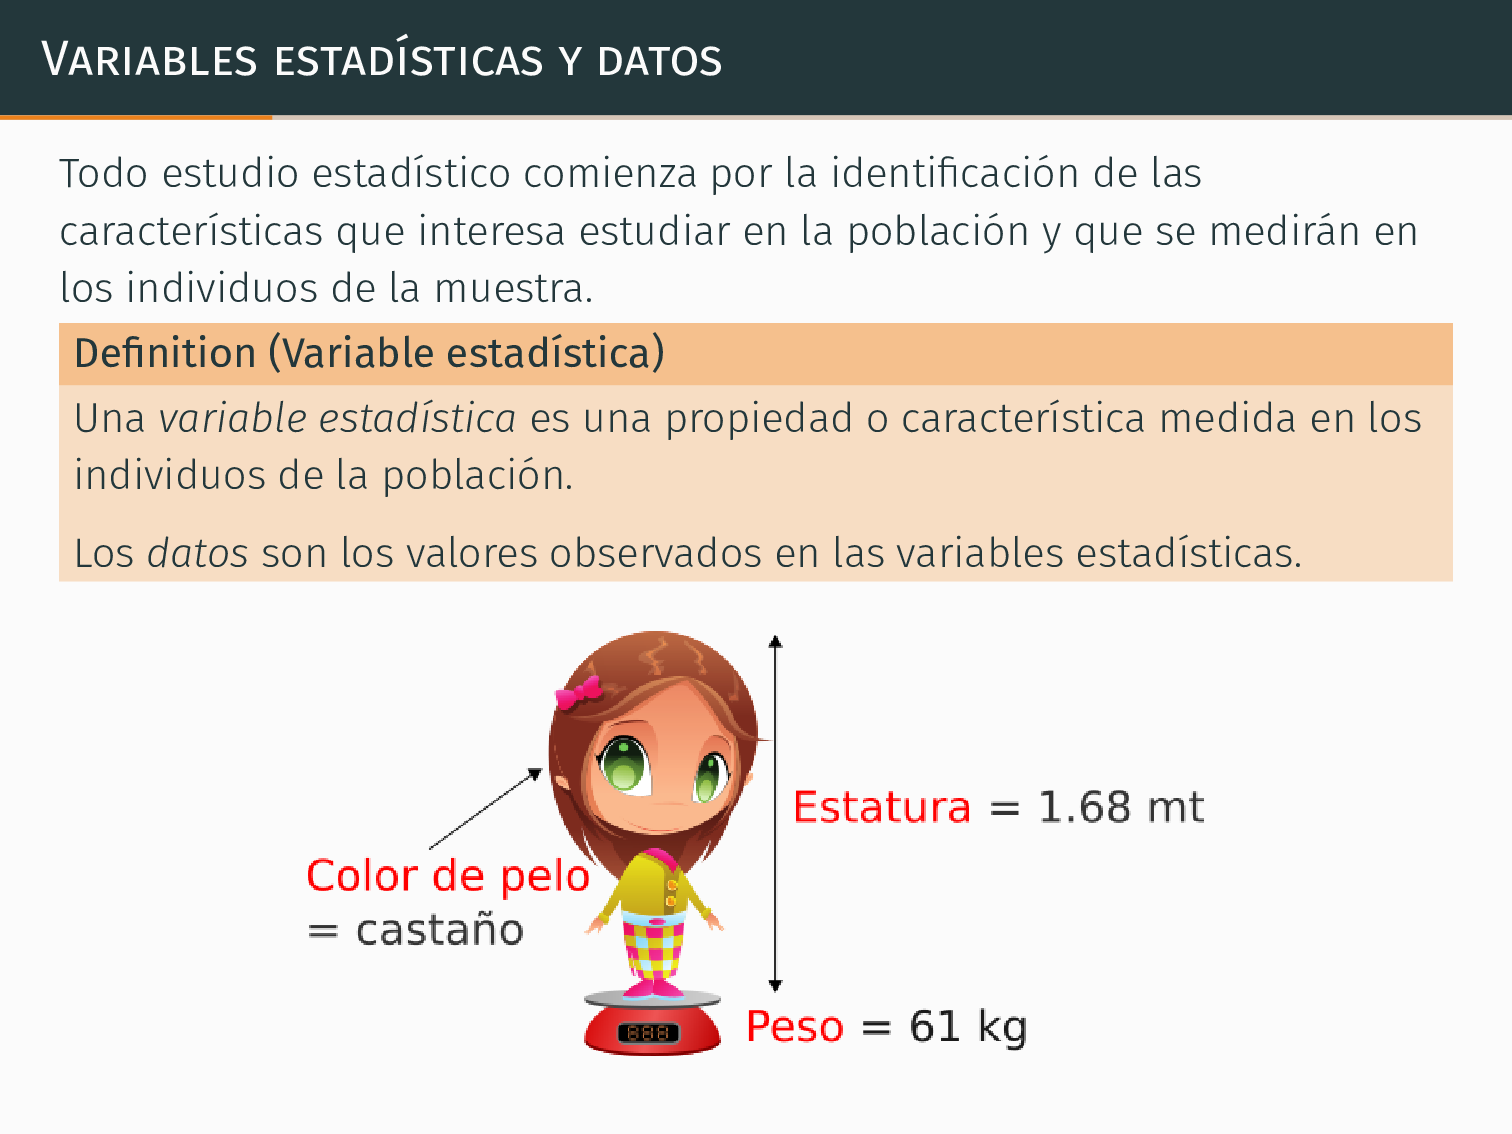 Variables estadísticas y datos
Todo estudio estadístico comienza por la identificación de las
características que interesa estudiar en la población y que se medirán en
los individuos de la muestra.
Definition (Variable estadística)
Una variable estadística es una propiedad o característica medida en los
individuos de la población.
Los datos son los valores observados en las variables estadísticas.
Estatura = 1.68 mt
Color de pelo
= castaño
888
Peso = 61 kg